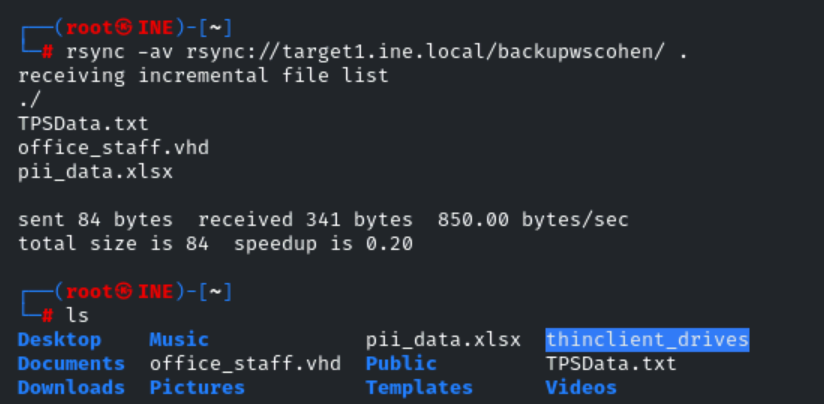 ┌──(root㉿INE)-[~]
└─# rsync -av rsync://target1.ine.local/backupwscohen/ .
receiving incremental file list
./
TPSData.txt
office_staff.vhd
pii_data.xlsx
sent 84 bytes  received 341 bytes  850.00 bytes/sec
total size is 84  speedup is 0.20
┌──(root㉿INE)-[~]
└─# ls
Desktop    Music             pii_data.xlsx  thinclient_drives
Documents  office_staff.vhd  Public         TPSData.txt
Downloads  Pictures          Templates      Videos